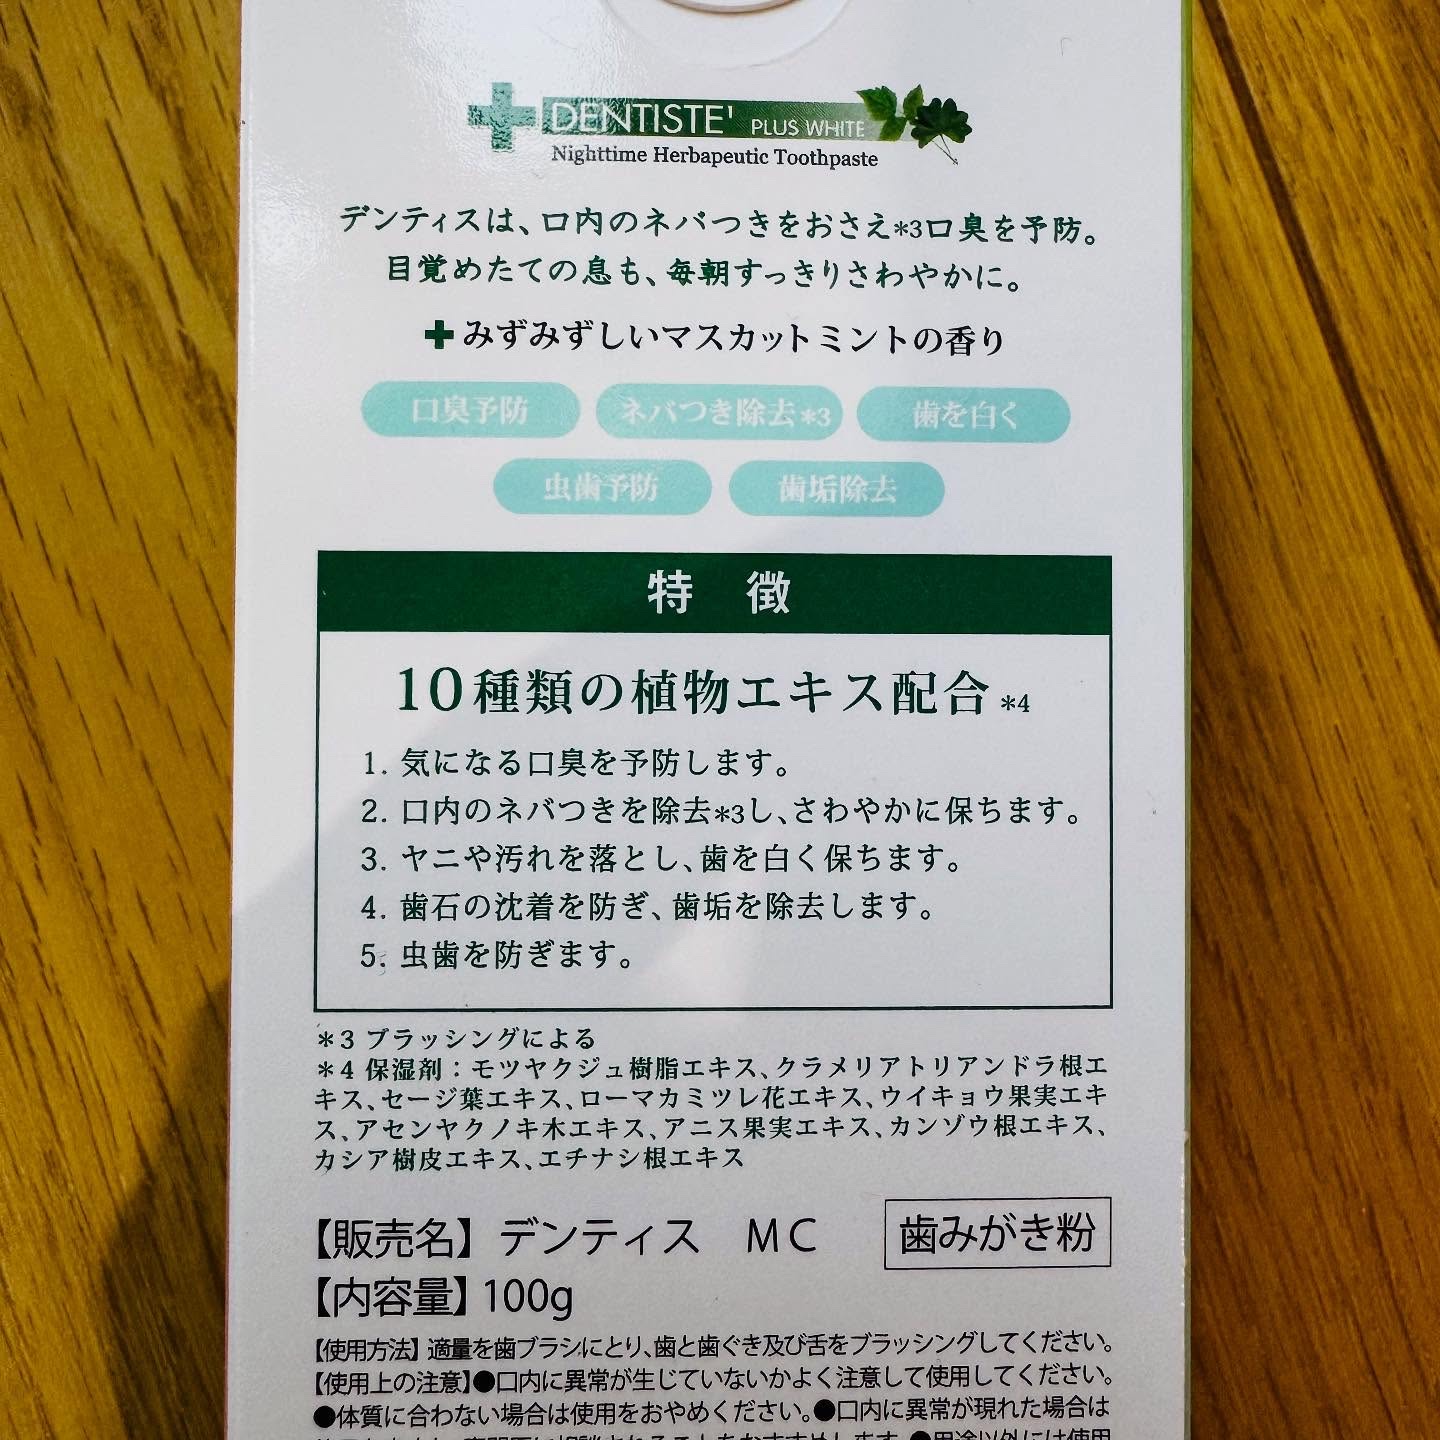 DENTISTE' PLUS WHITE
Nighttime Herbapeutic Toothpaste
デンティスは、口内のネバつきをおさえ*3口臭を予防。
目覚めたての息も、毎朝すっきりさわやかに。
みずみずしいマスカットミントの香り
口臭予防 ネバつき除去*3 歯を白く
虫歯予防 歯垢除去
特 徴
10種類の植物エキス配合*4
1. 気になる口臭を予防します。
2. 口内のネバつきを除去*3し、さわやかに保ちます。
3. ヤニや汚れを落とし、歯を白く保ちます。
4. 歯石の沈着を防ぎ、歯垢を除去します。
5. 虫歯を防ぎます。
*3 ブラッシングによる
*4 保湿剤：モツヤクジュ樹脂エキス、クラメリアトリアンドラ根エ
キス、セージ葉エキス、ローマカミツレ花エキス、ウイキョウ果実エキ
ス、アセンヤクノキ木エキス、アニス果実エキス、カンゾウ根エキス、
カシア樹皮エキス、エチナシ根エキス
【販売名】デンティス MC 歯みがき粉
【内容量】100g
【使用方法】適量を歯ブラシにとり、歯と歯ぐき及び舌をブラッシングしてください。
【使用上の注意】●口内に異常が生じていないかよく注意して使用してください。
●体質に合わない場合は使用をおやめください。●口内に異常が現れた場合は